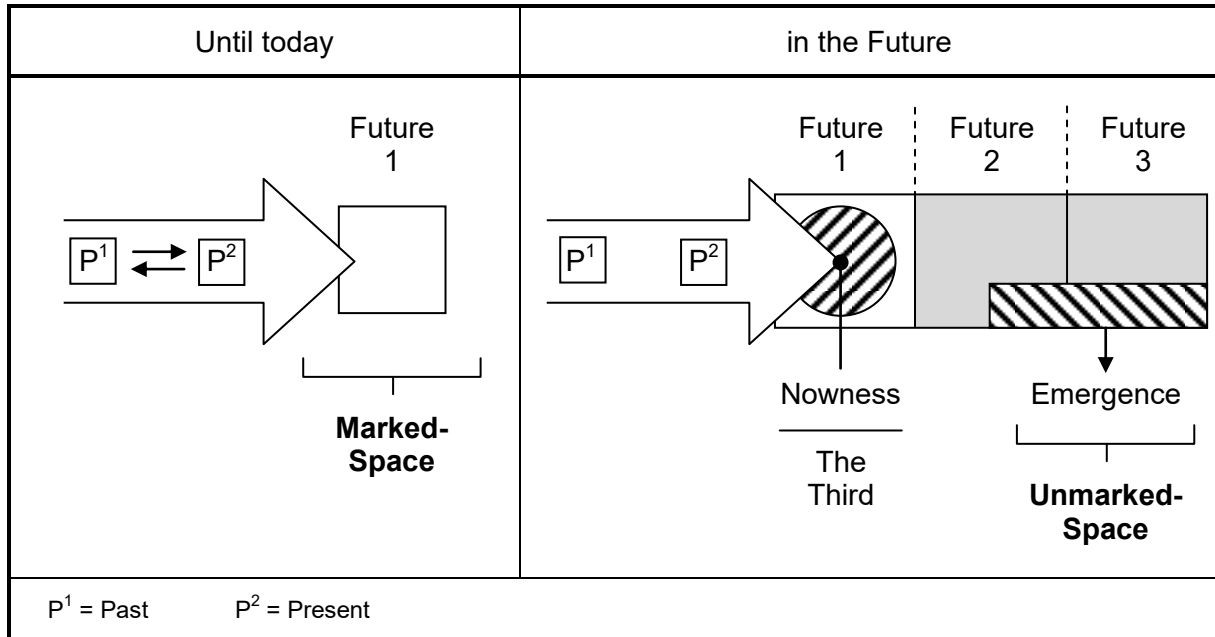 Until today
in the Future
Future
1
P¹
P²
Marked-
Space
Future
1
Future
2
Future
3
P¹
P²
Nowness
The
Third
Emergence
Unmarked-
Space
P¹ = Past P² = Present